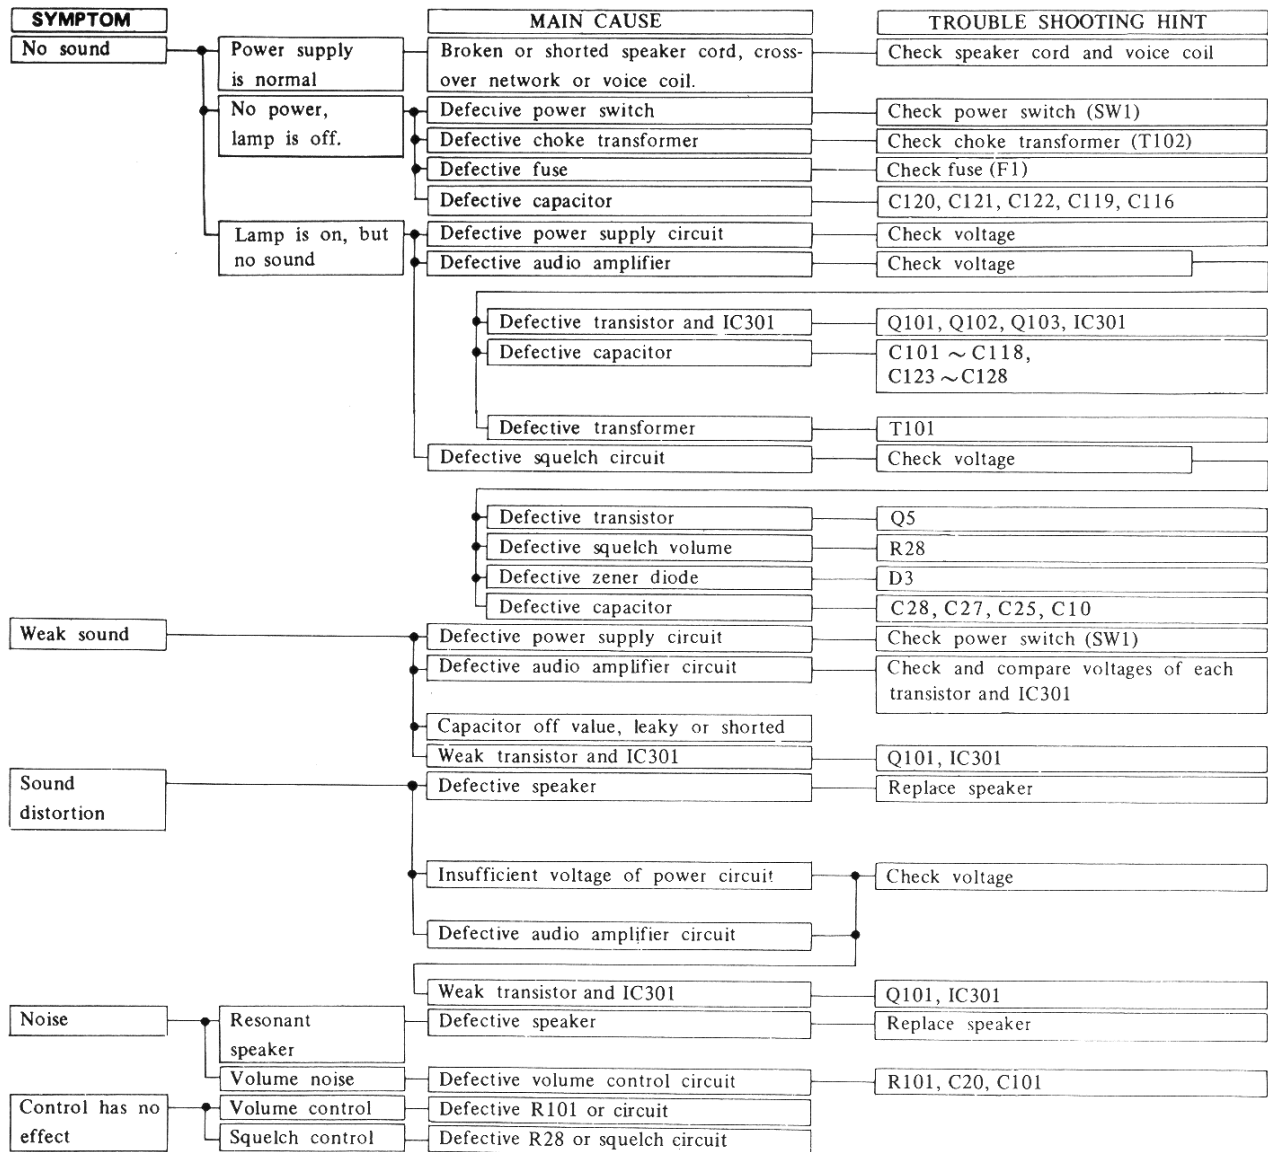 SYMPTOM MAIN CAUSE TROUBLE SHOOTING HINT
No sound
Power supply
is normal
Broken or shorted speaker cord, cross-
over network or voice coil.
Check speaker cord and voice coil
No power,
lamp is off.
Defective power switch
Check power switch (SW1)
Defective choke transformer
Check choke transformer (T102)
Defective fuse
Check fuse (F1)
Defective capacitor
C120, C121, C122, C119, C116
Lamp is on, but
no sound
Defective power supply circuit
Check voltage
Defective audio amplifier
Check voltage
Defective transistor and IC301
Q101, Q102, Q103, IC301
Defective capacitor
C101 ~ C118,
C123 ~ C128
Defective transformer
T101
Defective squelch circuit
Check voltage
Defective transistor
Q5
Defective squelch volume
R28
Defective zener diode
D3
Defective capacitor
C28, C27, C25, C10
Weak sound
Defective power supply circuit
Check power switch (SW1)
Defective audio amplifier circuit
Check and compare voltages of each
transistor and IC301
Capacitor off value, leaky or shorted
Weak transistor and IC301
Q101, IC301
Sound
distortion
Defective speaker
Replace speaker
Insufficient voltage of power circuit
Check voltage
Defective audio amplifier circuit
Weak transistor and IC301
Q101, IC301
Noise
Resonant
speaker
Defective speaker
Replace speaker
Volume noise
Defective volume control circuit
R101, C20, C101
Control has no
effect
Volume control
Defective R101 or circuit
Squelch control
Defective R28 or squelch circuit